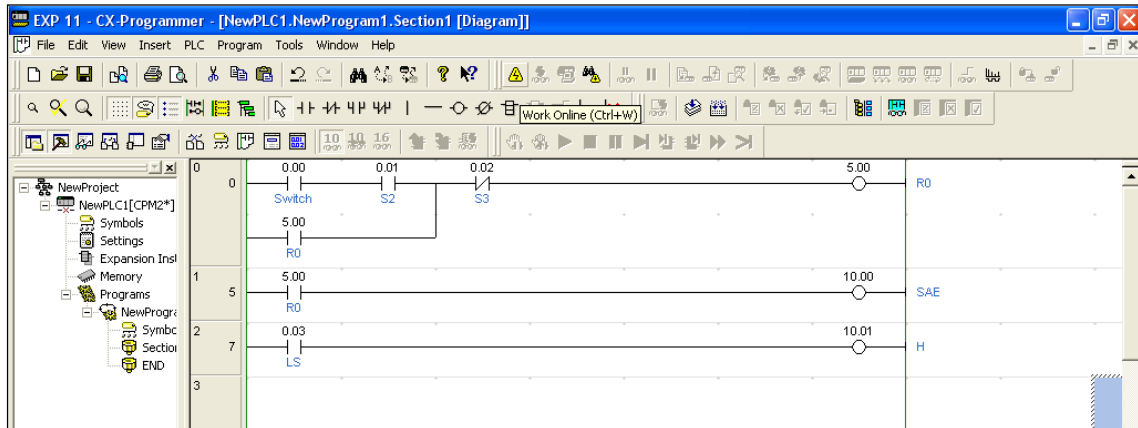 EXP 11 - CX-Programmer - [NewPLC1.NewProgram1.Section1 [Diagram]]
File Edit View Insert PLC Program Tools Window Help
Work Online (Ctrl+W)
10 10 16
NewProject
NewPLC1[CPM2*]
Symbols
Settings
Expansion Inst
Memory
Programs
NewProgra
Symbo
Section
END
0
0
0.00 0.01 0.02 5.00
Switch S2 S3 R0
5.00
R0
1
5
5.00 10.00
R0 SAE
2
7
0.03 10.01
LS H
3